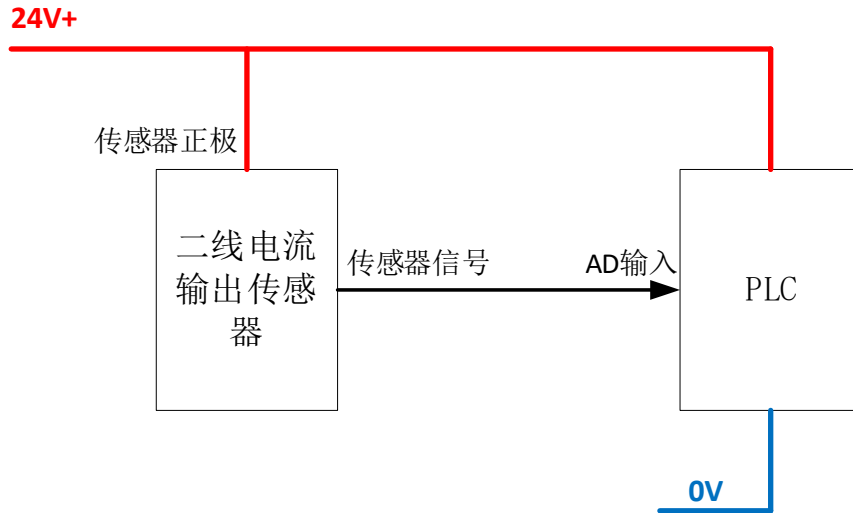 24V+
传感器正极
二线电流
输出传感
器
传感器信号
AD输入
PLC
0V